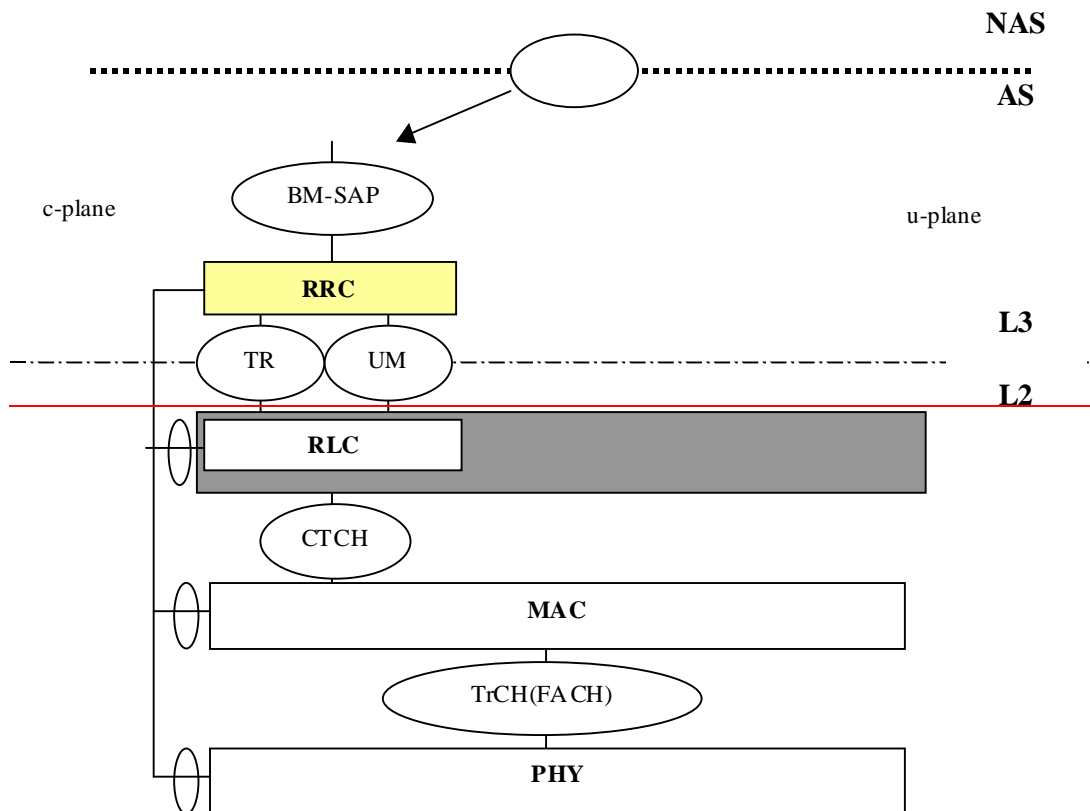 NAS
AS
BM-SAP
c-plane
u-plane
RRC
L3
TR
UM
L2
RLC
CTCH
MAC
TrCH(FACH)
PHY